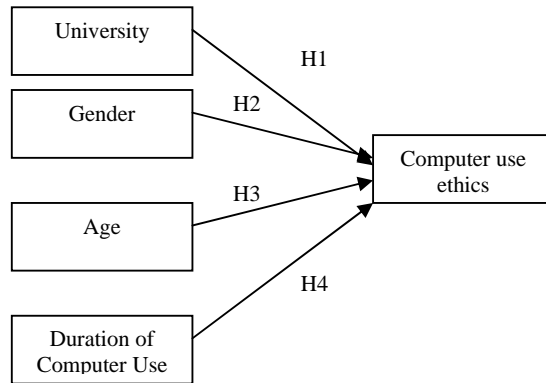 University
H1
Gender
H2
Computer use
ethics
Age
H3
H4
Duration of
Computer Use